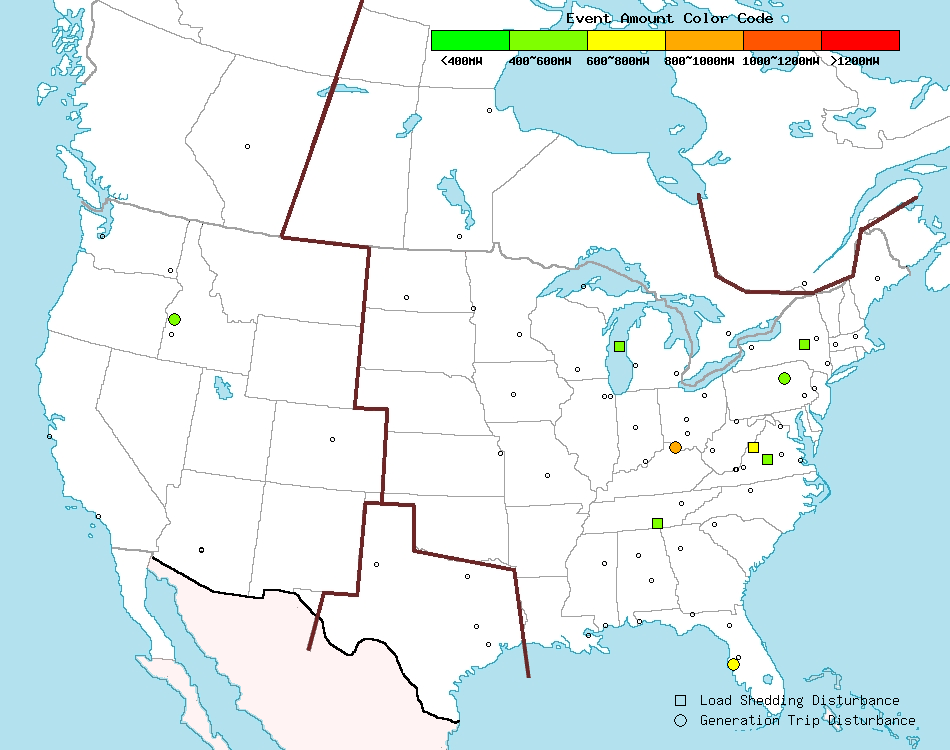 Event Amount Color Code
<400MW 400~600MW 600~800MW 800~1000MW 1000~1200MW >1200MW
Load Shedding Disturbance
Generation Trip Disturbance